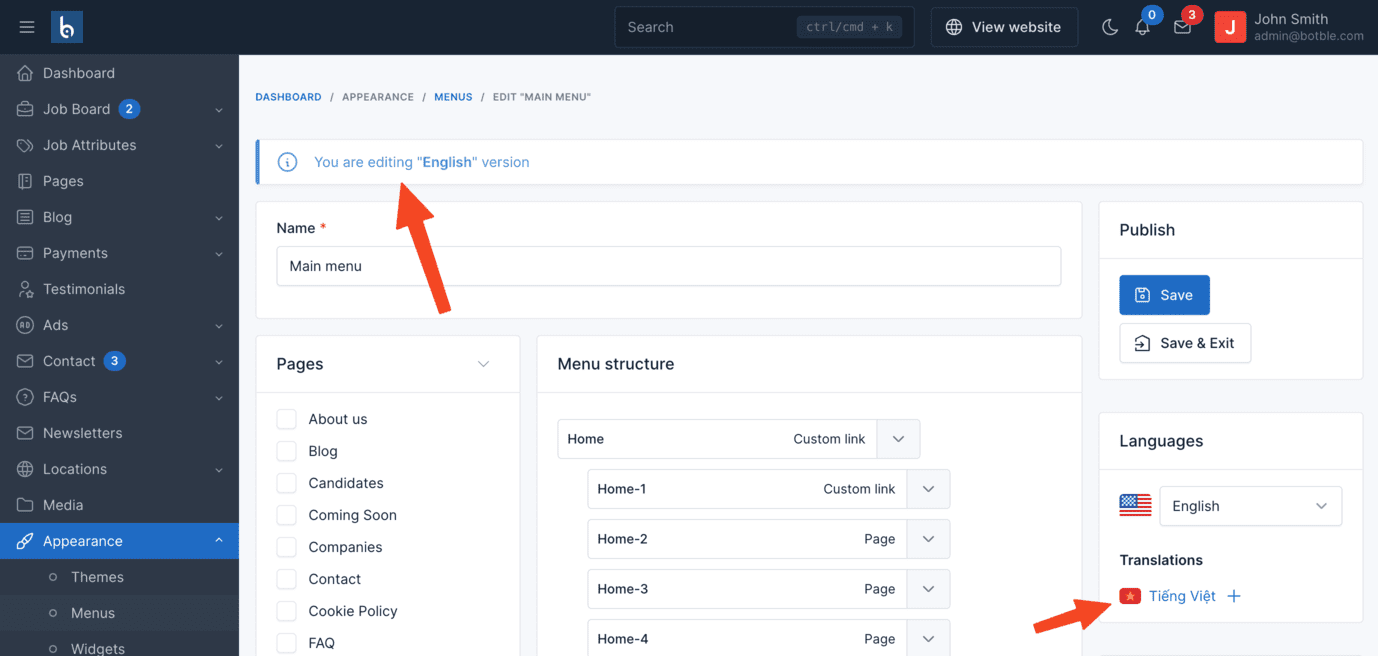 Search ctrl/cmd + k View website 0 3 J John Smith
admin@botble.com
Dashboard
Job Board 2
Job Attributes
Pages
Blog
Payments
Testimonials
AD Ads
Contact 3
FAQs
Newsletters
Locations
Media
Appearance
Themes
Menus
Widgets
DASHBOARD / APPEARANCE / MENUS / EDIT "MAIN MENU"
You are editing "English" version
Name *
Main menu
Pages
About us
Blog
Candidates
Coming Soon
Companies
Contact
Cookie Policy
FAQ
Menu structure
Home Custom link
Home-1 Custom link
Home-2 Page
Home-3 Page
Home-4 Page
Publish
Save
Save & Exit
Languages
English
Translations
Tiếng Việt